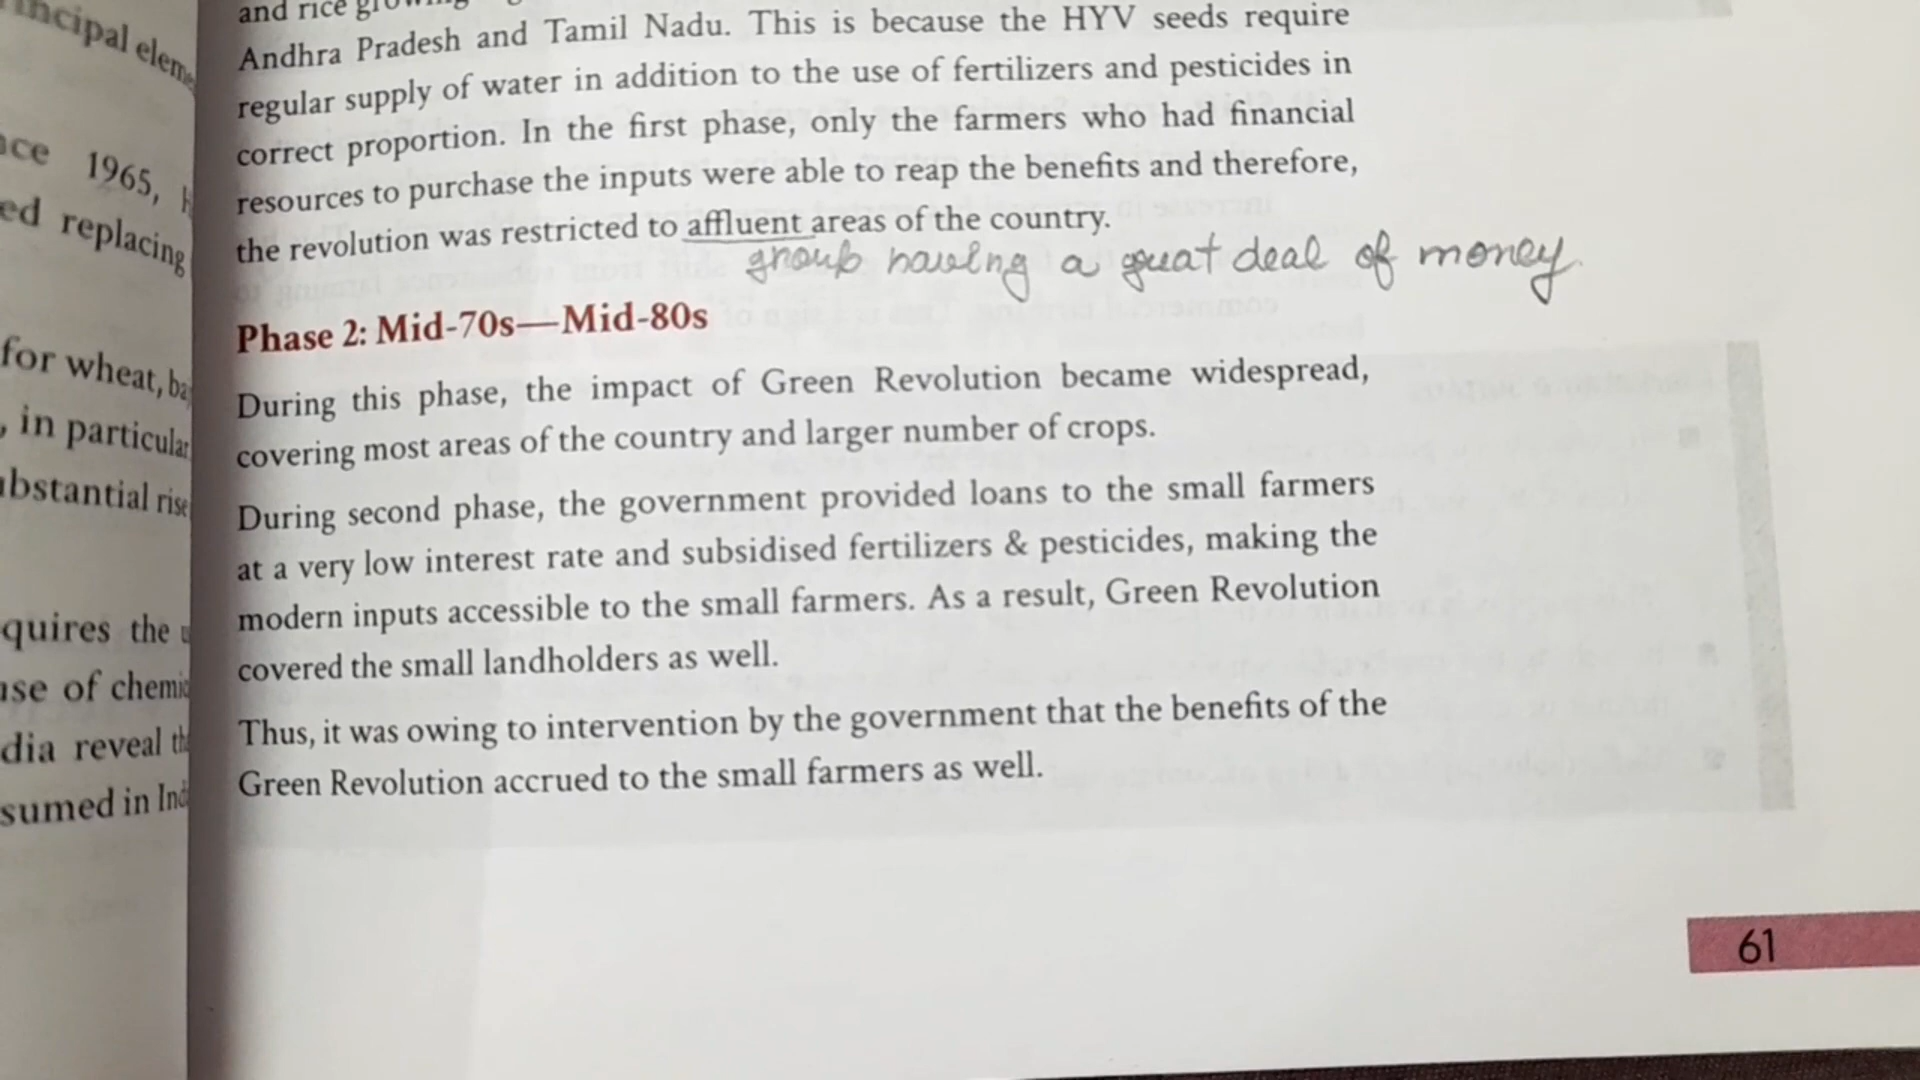 incipal
ce 1965,
ed replacing
for wheat,
, in particular
bstantial rise
quires the
use of
dia reveal
sumed in
and rice
Andhra Pradesh and Tamil Nadu. This is because the HYV seeds require
regular supply of water in addition to the use of fertilizers and pesticides in
correct proportion. In the first phase, only the farmers who had financial
resources to purchase the inputs were able to reap the benefits and therefore,
the revolution was restricted to affluent areas of the country.
group having a great deal of money
Phase 2: Mid-70s—Mid-80s
During this phase, the impact of Green Revolution became widespread,
covering most areas of the country and larger number of crops.
During second phase, the government provided loans to the small farmers
at a very low interest rate and subsidised fertilizers & pesticides, making the
modern inputs accessible to the small farmers. As a result, Green Revolution
covered the small landholders as well.
Thus, it was owing to intervention by the government that the benefits of the
Green Revolution accrued to the small farmers as well.
61